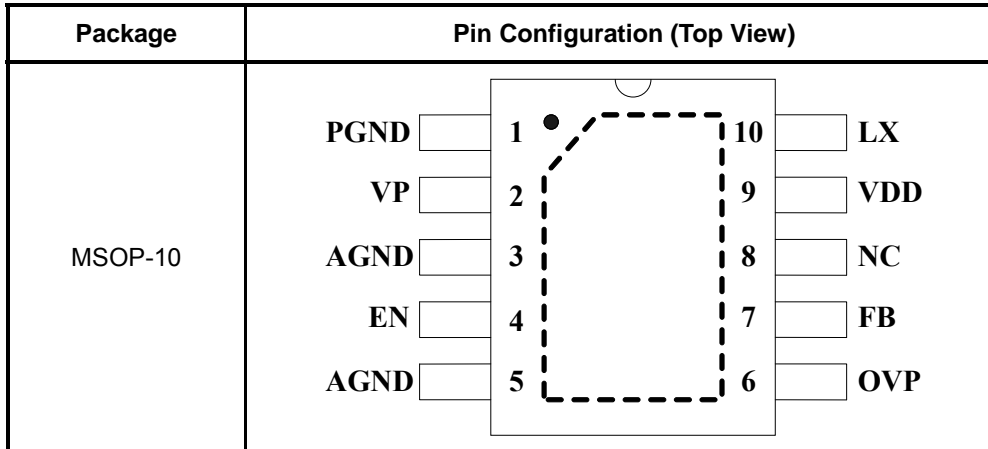 Package Pin Configuration (Top View)
MSOP-10
PGND 1 10 LX
VP 2 9 VDD
AGND 3 8 NC
EN 4 7 FB
AGND 5 6 OVP